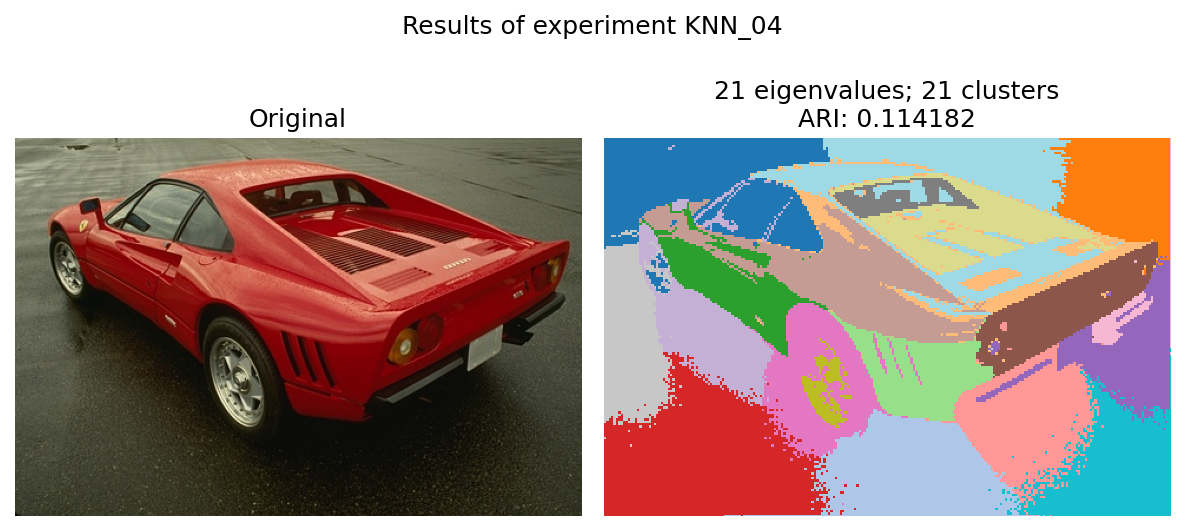 Results of experiment KNN_04
Original
21 eigenvalues; 21 clusters
ARI: 0.114182